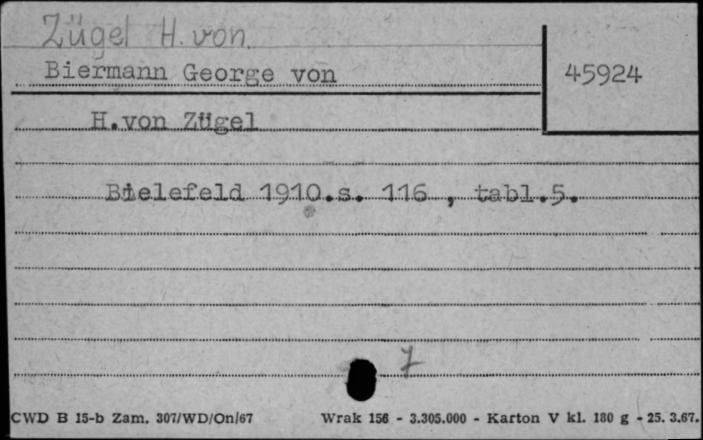 Zügel H. von
Biermann George von
45924
H.von Zügel
Bielefeld 1910.s. 116 , tabl.5.
7
CWD B 15-b Zam. 307/WD/On/67 Wrak 156 - 3.305.000 - Karton V kl. 180 g - 25. 3.67.